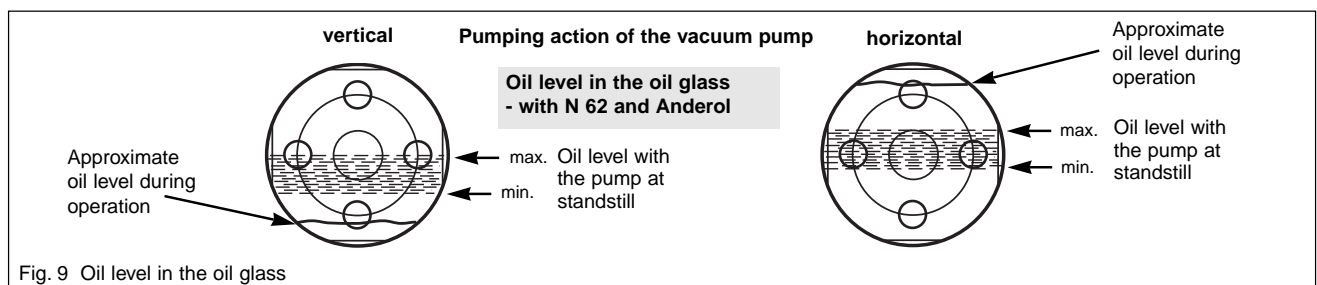 vertical
Pumping action of the vacuum pump
horizontal
Oil level in the oil glass
- with N 62 and Anderol
Approximate
oil level during
operation
max.
min.
Oil level with
the pump at
standstill
Approximate
oil level during
operation
max.
min.
Oil level with
the pump at
standstill
Fig. 9 Oil level in the oil glass